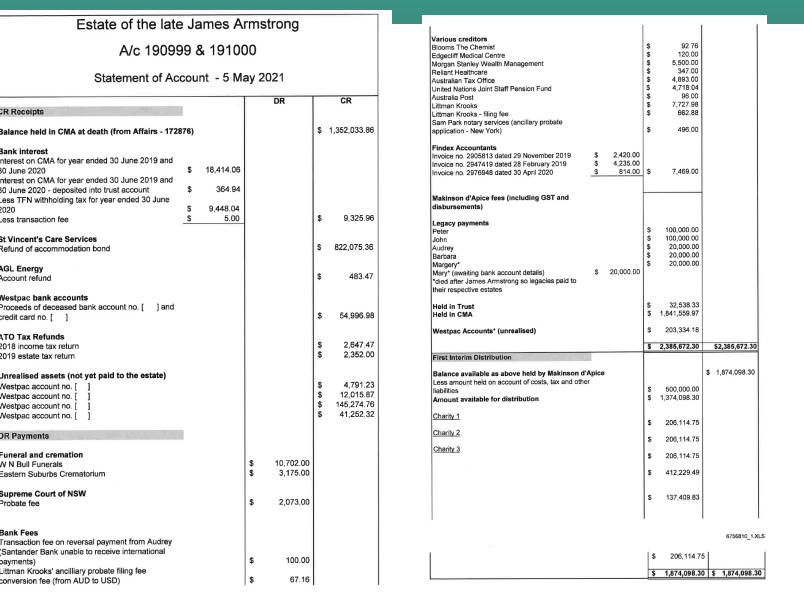 Estate of the late James Armstrong
A/c 190999 & 191000
Statement of Account - 5 May 2021
DR CR
CR Receipts
Balance held in CMA at death (from Affairs - 172876) $ 1,352,033.86
Bank interest
Interest on CMA for year ended 30 June 2019 and
30 June 2020 $ 18,414.06
Interest on CMA for year ended 30 June 2019 and
30 June 2020 - deposited into trust account $ 364.94
Less TFN withholding tax for year ended 30 June
2020 $ 9,448.04
Less transaction fee $ 5.00 $ 9,325.96
St Vincent's Care Services
Refund of accommodation bond $ 822,075.36
AGL Energy
Account refund $ 483.47
Westpac bank accounts
Proceeds of deceased bank account no. [ ] and
credit card no. [ ] $ 54,996.98
ATO Tax Refunds
2018 income tax return $ 2,647.47
2019 estate tax return $ 2,352.00
Unrealised assets (not yet paid to the estate)
Westpac account no. [ ] $ 4,791.23
Westpac account no. [ ] $ 12,015.87
Westpac account no. [ ] $ 145,274.76
Westpac account no. [ ] $ 41,252.32
DR Payments
Funeral and cremation
W N Bull Funerals $ 10,702.00
Eastern Suburbs Crematorium $ 3,175.00
Supreme Court of NSW
Probate fee $ 2,073.00
Bank Fees
Transaction fee on reversal payment from Audrey
(Santander Bank unable to receive international
payments) $ 100.00
Littman Krooks' ancilliary probate filing fee
conversion fee (from AUD to USD) $ 67.16
Various creditors
Blooms The Chemist $ 92.76
Edgecliff Medical Centre $ 120.00
Morgan Stanley Wealth Management $ 5,500.00
Reliant Healthcare $ 347.00
Australian Tax Office $ 4,893.00
United Nations Joint Staff Pension Fund $ 4,718.04
Australia Post $ 96.00
Littman Krooks $ 7,727.98
Littman Krooks - filing fee $ 662.88
Sam Park notary services (ancillary probate
application - New York) $ 496.00
Findex Accountants
Invoice no. 2905813 dated 29 November 2019 $ 2,420.00
Invoice no. 2947419 dated 28 February 2019 $ 4,235.00
Invoice no. 2976948 dated 30 April 2020 $ 814.00 $ 7,469.00
Makinson d'Apice fees (including GST and
disbursements)
Legacy payments
Peter $ 100,000.00
John $ 100,000.00
Audrey $ 20,000.00
Barbara $ 20,000.00
Margery* $ 20,000.00
Mary* (awaiting bank account details) $ 20,000.00
*died after James Armstrong so legacies paid to
their respective estates
Held in Trust $ 32,538.33
Held in CMA $ 1,841,559.97
Westpac Accounts* (unrealised) $ 203,334.18
$ 2,385,672.30 $2,385,672.30
First Interim Distribution
Balance available as above held by Makinson d'Apice $ 1,874,098.30
Less amount held on account of costs, tax and other
liabilities $ 500,000.00
Amount available for distribution $ 1,374,098.30
Charity 1
$ 206,114.75
Charity 2
$ 206,114.75
Charity 3
$ 206,114.75
$ 412,229.49
$ 137,409.83
6756810_1.XLS
$ 206,114.75
$ 1,874,098.30 $ 1,874,098.30